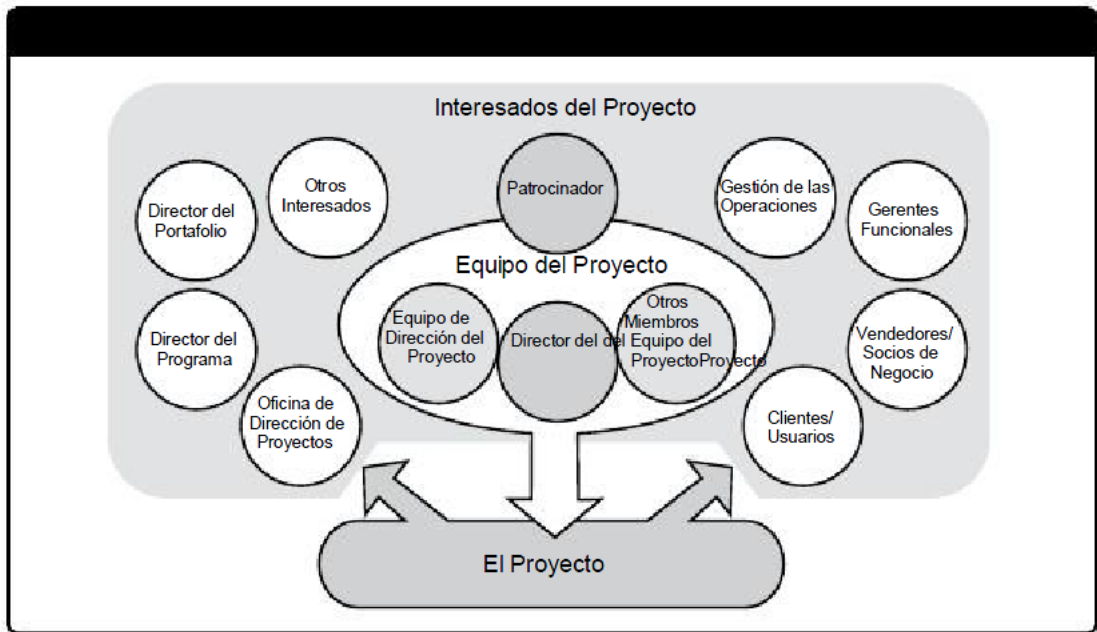 Interesados del Proyecto
Otros
Interesados
Patrocinador
Gestión de las
Operaciones
Director del
Portafolio
Gerentes
Funcionales
Equipo del Proyecto
Equipo de
Dirección del
Proyecto
Director del del
Otros
Miembros
Equipo del
ProyectoProyecto
Director del
Programa
Vendedores/
Socios de
Negocio
Oficina de
Dirección de
Proyectos
Clientes/
Usuarios
El Proyecto